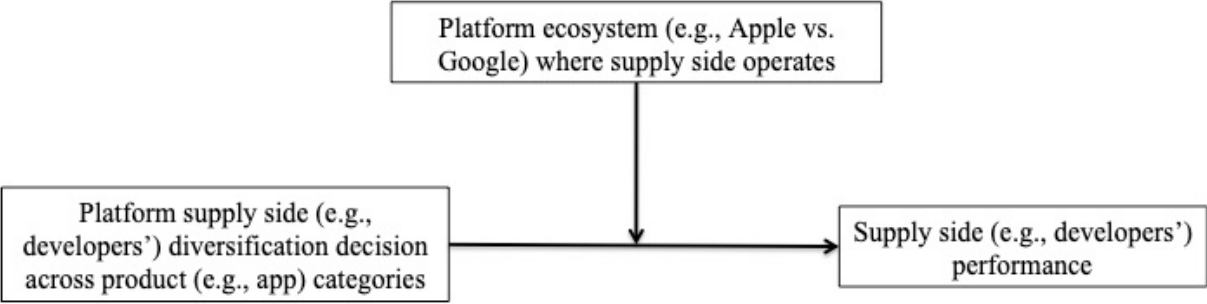 Platform ecosystem (e.g., Apple vs.
Google) where supply side operates
Platform supply side (e.g.,
developers’) diversification decision
across product (e.g., app) categories
Supply side (e.g., developers’)
performance